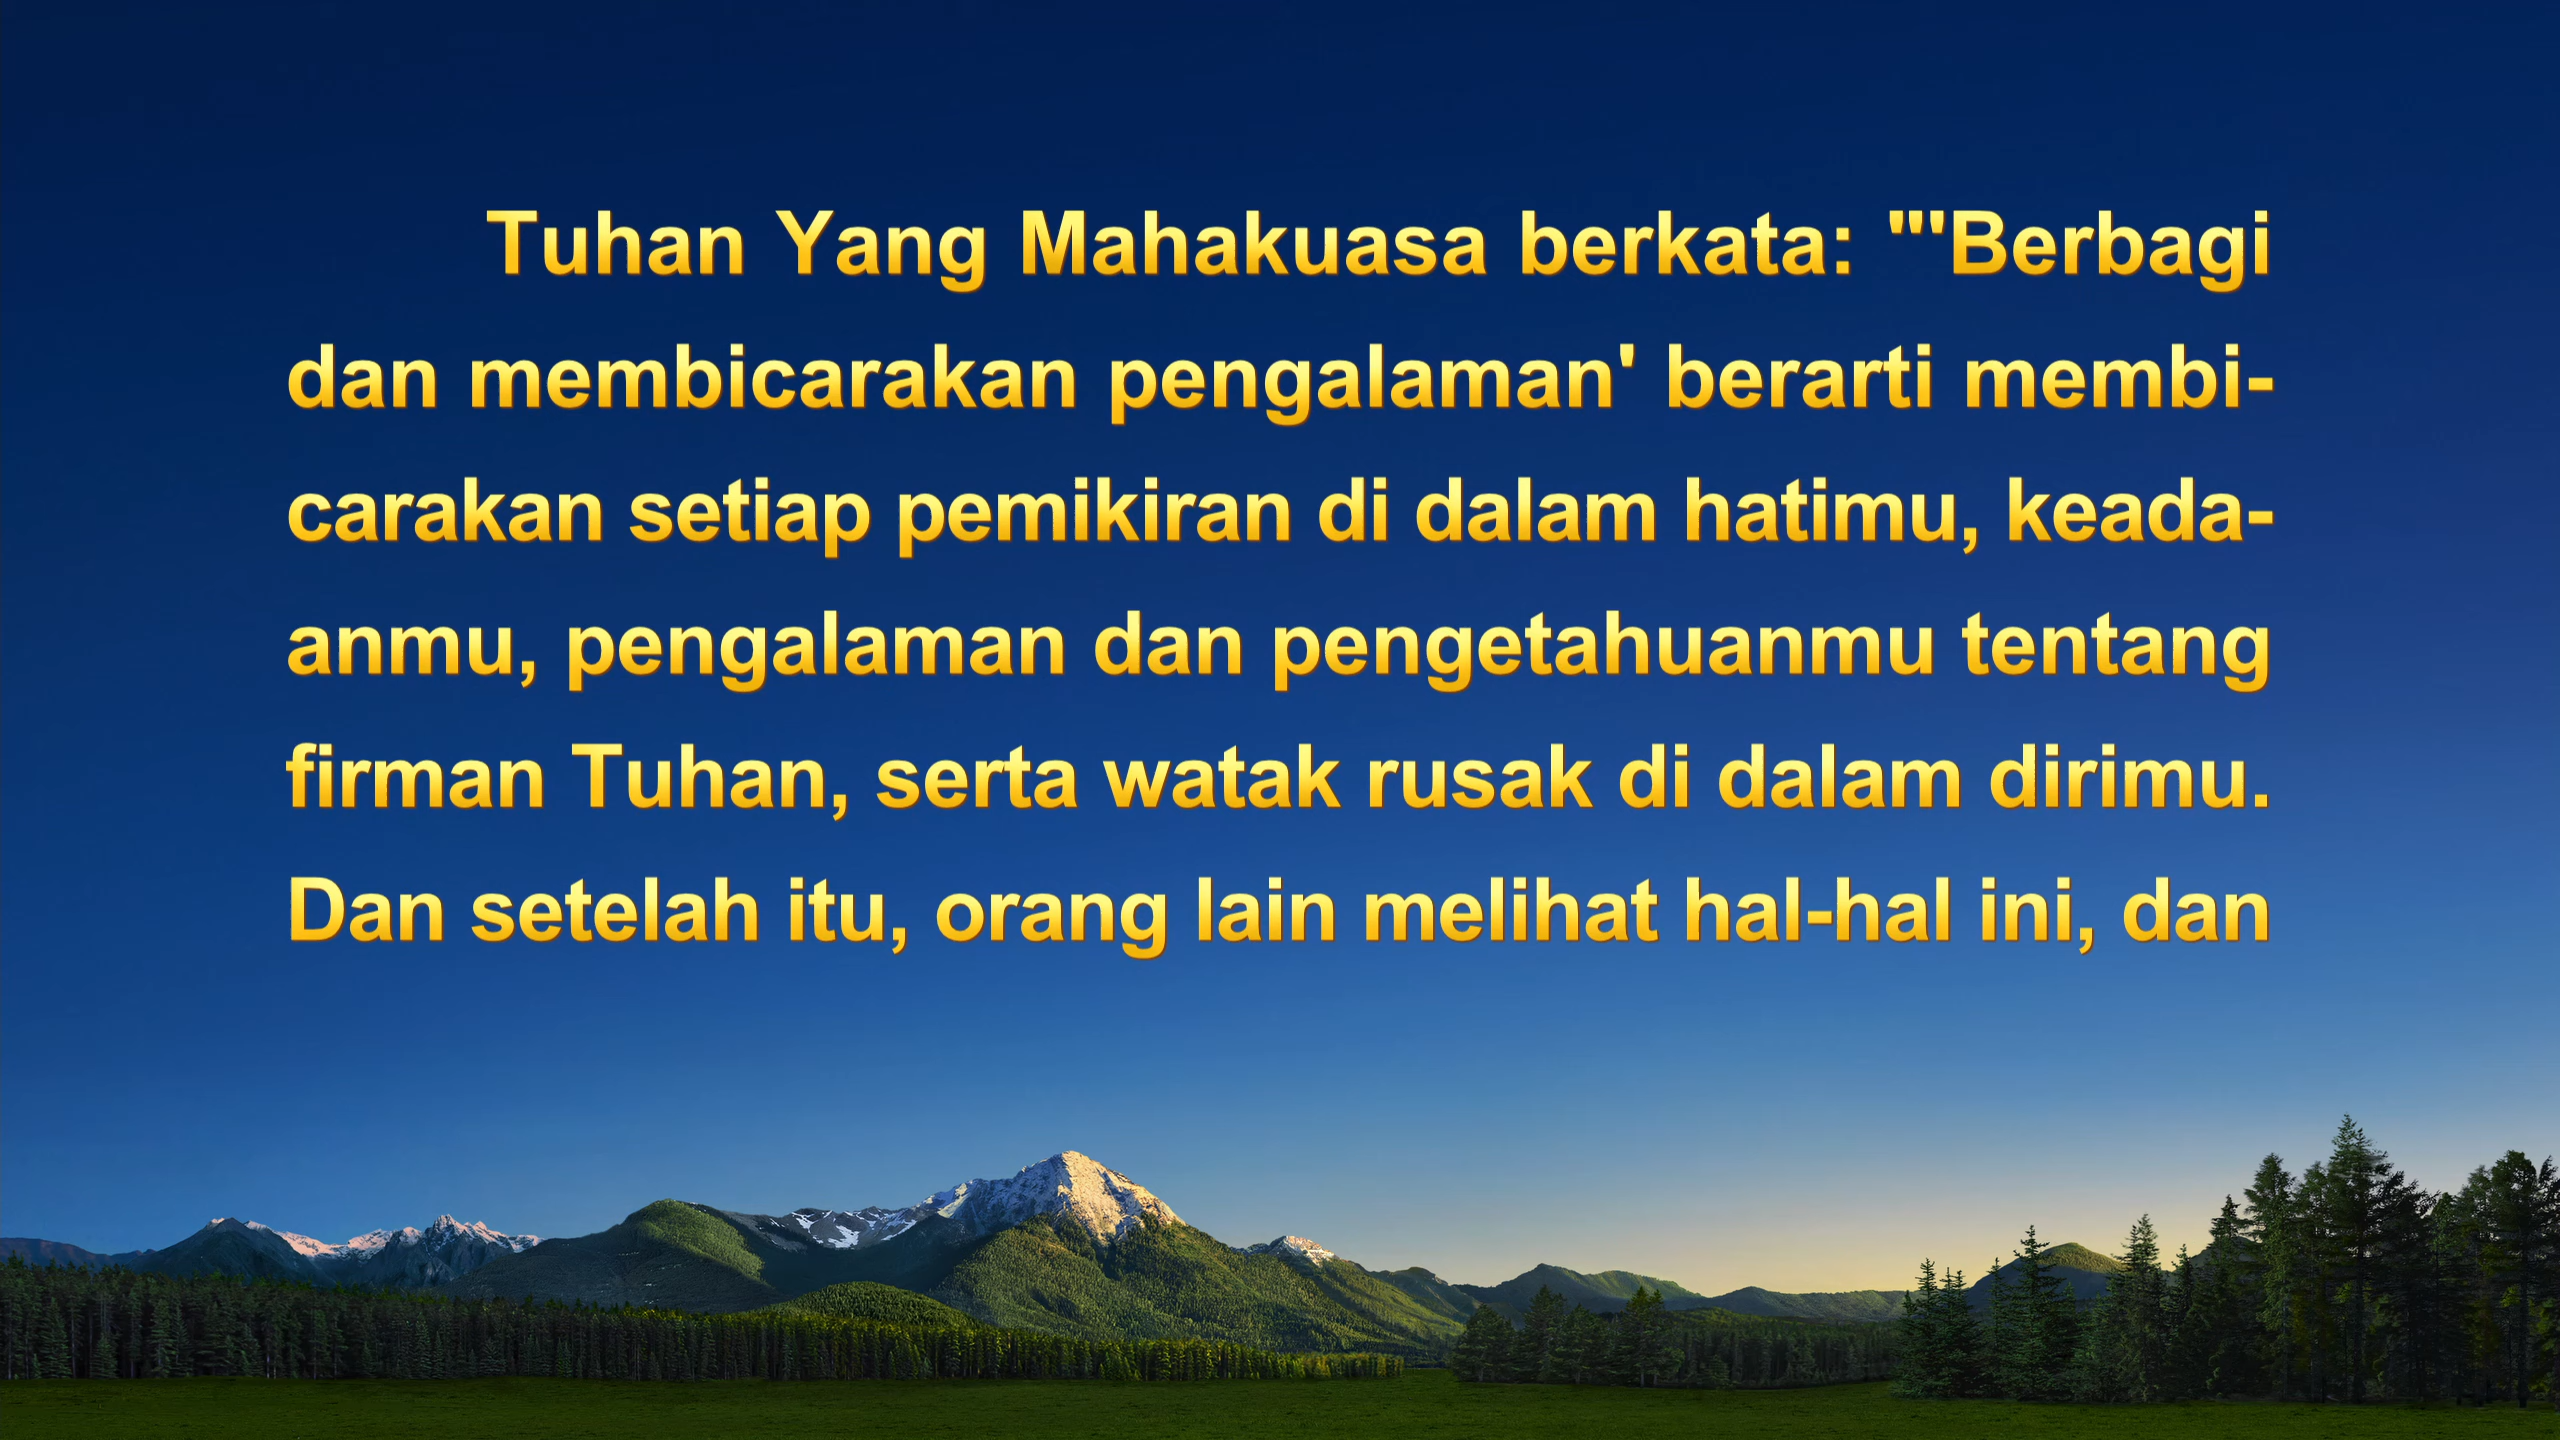 Tuhan Yang Mahakuasa berkata: "'Berbagi
dan membicarakan pengalaman' berarti membi-
carakan setiap pemikiran di dalam hatimu, keada-
anmu, pengalaman dan pengetahuanmu tentang
firman Tuhan, serta watak rusak di dalam dirimu.
Dan setelah itu, orang lain melihat hal-hal ini, dan